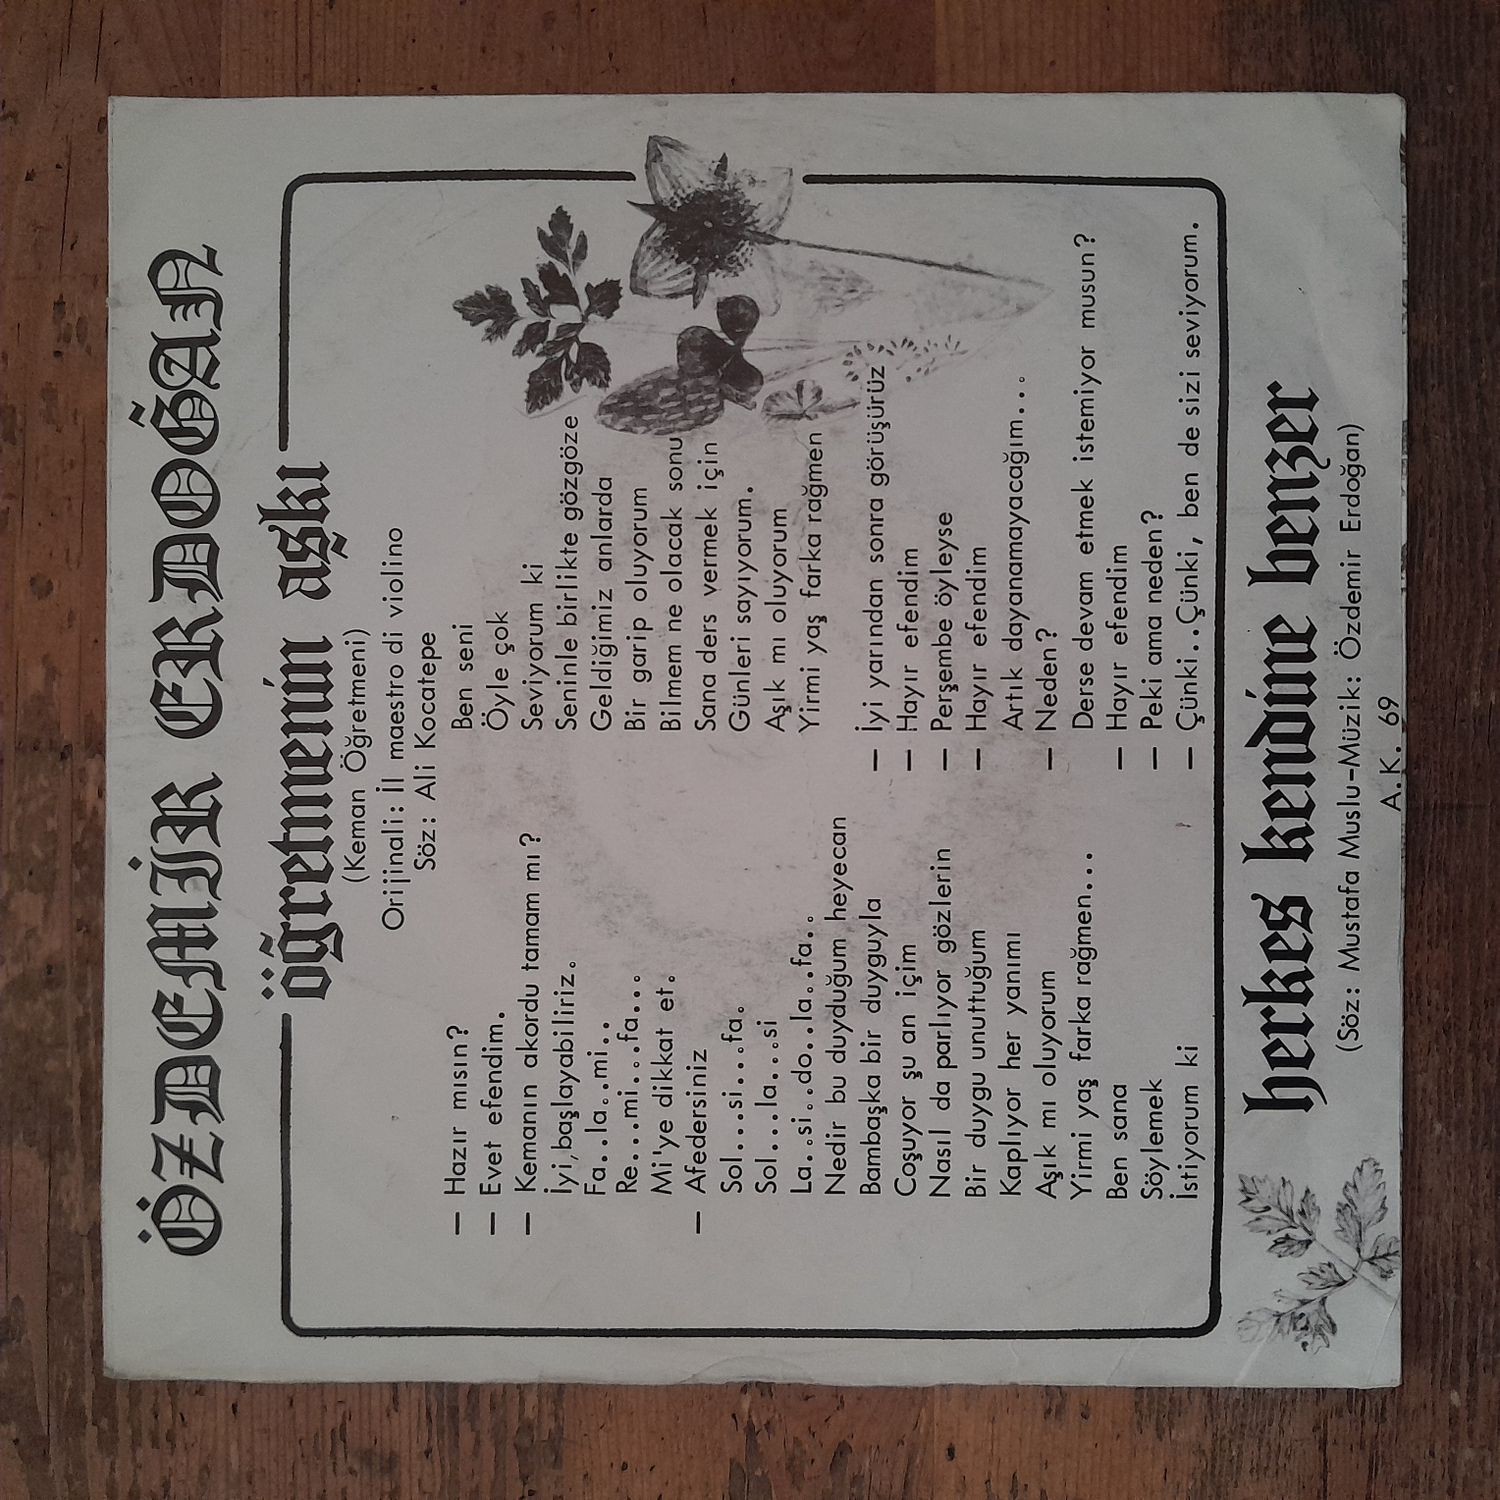 ÖZDEMİR ERDOĞAN
öğretmenin aşkı
(Keman Öğretmeni)
Orijinali: İl maestro di violino
Söz: Ali Kocatepe
— Hazır mısın?
— Evet efendim.
— Kemanın akordu tamam mı?
İyi, başlayabiliriz.
Fa..la..mi..
Re...mi...fa...
Mi'ye dikkat et.
— Afedersiniz
Sol...si...fa.
Sol...la...si
La..si..do..la..fa..
Nedir bu duyduğum heyecan
Bambaşka bir duyguyla
Coşuyor şu an içim
Nasıl da parlıyor gözlerin
Bir duygu unuttuğum
Kaplıyor her yanımı
Aşık mı oluyorum
Yirmi yaş farka rağmen...
Ben sana
Söylemek
İstiyorum ki
Ben seni
Öyle çok
Seviyorum ki
Seninle birlikte gözgöze
Geldiğimiz anlarda
Bir garip oluyorum
Bilmem ne olacak sonu
Sana ders vermek için
Günleri sayıyorum.
Aşık mı oluyorum
Yirmi yaş farka rağmen
— İyi yarından sonra görüşürüz
— Hayır efendim
— Perşembe öyleyse
— Hayır efendim
Artık dayanamayacağım...
— Neden?
Derse devam etmek istemiyor musun?
— Hayır efendim
— Peki ama neden?
— Çünki..Çünki, ben de sizi seviyorum.
herkes kendine benzer
(Söz: Mustafa Muslu-Müzik: Özdemir Erdoğan)
A.K. 69